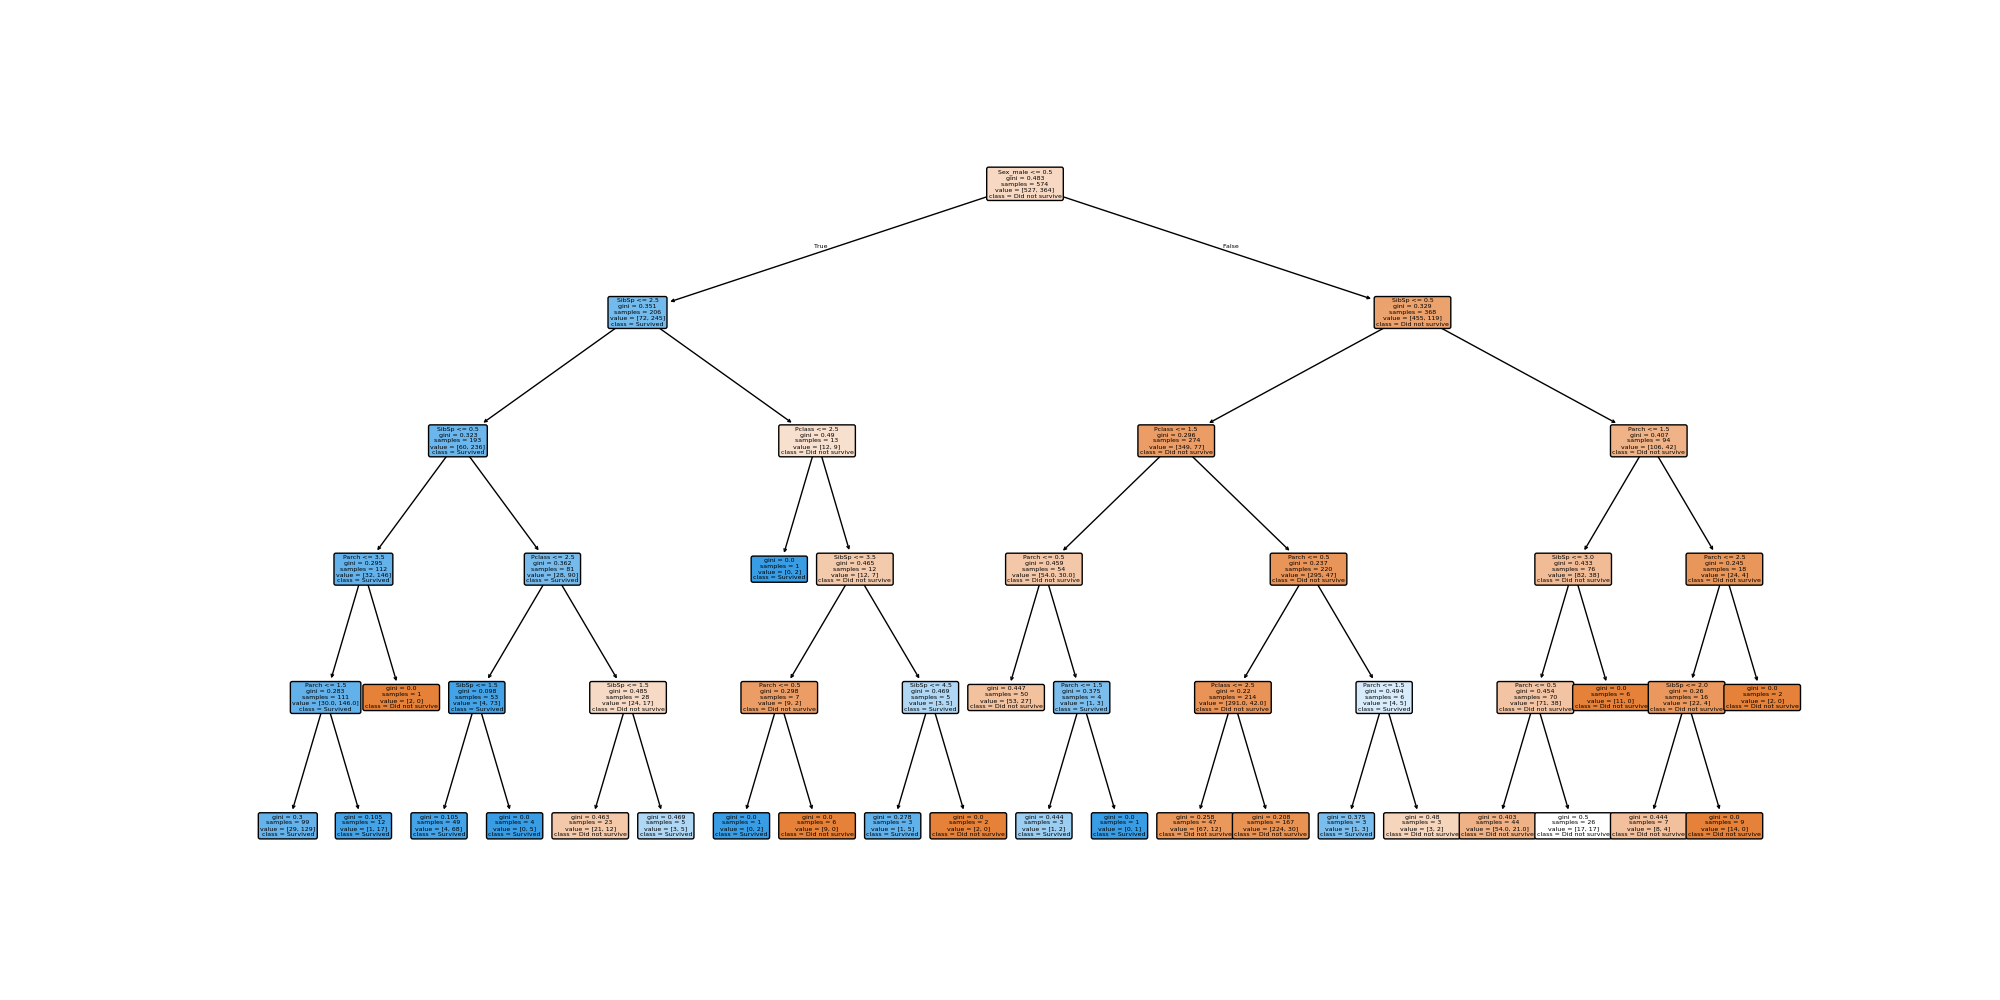 Sex_male <= 0.5
gini = 0.483
samples = 574
value = [527, 364]
class = Did not survive
True
False
SibSp <= 2.5
gini = 0.351
samples = 206
value = [72, 245]
class = Survived
SibSp <= 0.5
gini = 0.329
samples = 368
value = [455, 119]
class = Did not survive
SibSp <= 0.5
gini = 0.323
samples = 193
value = [60, 236]
class = Survived
Pclass <= 2.5
gini = 0.49
samples = 13
value = [12, 9]
class = Did not survive
Pclass <= 1.5
gini = 0.296
samples = 274
value = [349, 77]
class = Did not survive
Parch <= 1.5
gini = 0.407
samples = 94
value = [106, 42]
class = Did not survive
Parch <= 3.5
gini = 0.295
samples = 112
value = [32, 146]
class = Survived
Pclass <= 2.5
gini = 0.362
samples = 81
value = [28, 90]
class = Survived
gini = 0.0
samples = 1
value = [0, 2]
class = Survived
SibSp <= 3.5
gini = 0.465
samples = 12
value = [12, 7]
class = Did not survive
Parch <= 0.5
gini = 0.459
samples = 54
value = [54.0, 30.0]
class = Did not survive
Parch <= 0.5
gini = 0.237
samples = 220
value = [295, 47]
class = Did not survive
SibSp <= 3.0
gini = 0.433
samples = 76
value = [82, 38]
class = Did not survive
Parch <= 2.5
gini = 0.245
samples = 18
value = [24, 4]
class = Did not survive
Parch <= 1.5
gini = 0.283
samples = 111
value = [30.0, 146.0]
class = Survived
gini = 0.0
samples = 1
value = [2, 0]
class = Did not survive
SibSp <= 1.5
gini = 0.098
samples = 53
value = [4, 73]
class = Survived
SibSp <= 1.5
gini = 0.485
samples = 28
value = [24, 17]
class = Did not survive
Parch <= 0.5
gini = 0.298
samples = 7
value = [9, 2]
class = Did not survive
SibSp <= 4.5
gini = 0.469
samples = 5
value = [3, 5]
class = Survived
gini = 0.447
samples = 50
value = [53, 27]
class = Did not survive
Parch <= 1.5
gini = 0.375
samples = 4
value = [1, 3]
class = Survived
Pclass <= 2.5
gini = 0.22
samples = 214
value = [291.0, 42.0]
class = Did not survive
Parch <= 1.5
gini = 0.494
samples = 6
value = [4, 5]
class = Survived
Parch <= 0.5
gini = 0.454
samples = 70
value = [71, 38]
class = Did not survive
gini = 0.0
samples = 6
value = [11, 0]
class = Did not survive
SibSp <= 2.0
gini = 0.26
samples = 16
value = [22, 4]
class = Did not survive
gini = 0.0
samples = 2
value = [2, 0]
class = Did not survive
gini = 0.3
samples = 99
value = [29, 129]
class = Survived
gini = 0.105
samples = 12
value = [1, 17]
class = Survived
gini = 0.105
samples = 49
value = [4, 68]
class = Survived
gini = 0.0
samples = 4
value = [0, 5]
class = Survived
gini = 0.463
samples = 23
value = [21, 12]
class = Did not survive
gini = 0.469
samples = 5
value = [3, 5]
class = Survived
gini = 0.0
samples = 1
value = [0, 2]
class = Survived
gini = 0.0
samples = 6
value = [9, 0]
class = Did not survive
gini = 0.278
samples = 3
value = [1, 5]
class = Survived
gini = 0.0
samples = 2
value = [2, 0]
class = Did not survive
gini = 0.444
samples = 3
value = [1, 2]
class = Survived
gini = 0.0
samples = 1
value = [0, 1]
class = Survived
gini = 0.258
samples = 47
value = [67, 12]
class = Did not survive
gini = 0.208
samples = 167
value = [224, 30]
class = Did not survive
gini = 0.375
samples = 3
value = [1, 3]
class = Survived
gini = 0.48
samples = 3
value = [3, 2]
class = Did not survive
gini = 0.403
samples = 44
value = [54.0, 21.0]
class = Did not survive
gini = 0.5
samples = 26
value = [17, 17]
class = Did not survive
gini = 0.444
samples = 7
value = [8, 4]
class = Did not survive
gini = 0.0
samples = 9
value = [14, 0]
class = Did not survive